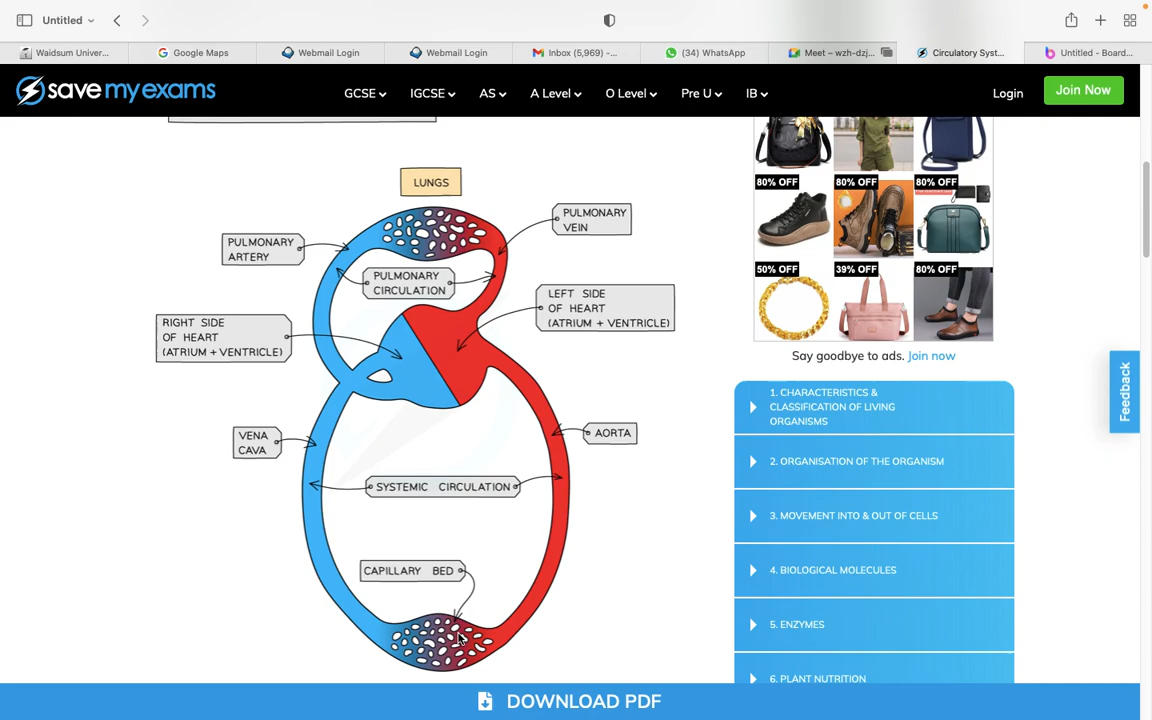 Untitled
Waidsum Univer...
Google Maps
Webmail Login
Webmail Login
Inbox (5,969) -...
(34) WhatsApp
Meet – wzh-dzj...
Circulatory Syst...
Untitled - Board...
save my exams
GCSE
IGCSE
AS
A Level
O Level
Pre U
IB
Login
Join Now
LUNGS
PULMONARY
VEIN
PULMONARY
ARTERY
PULMONARY
CIRCULATION
LEFT SIDE
OF HEART
(ATRIUM + VENTRICLE)
RIGHT SIDE
OF HEART
(ATRIUM + VENTRICLE)
VENA
CAVA
AORTA
SYSTEMIC CIRCULATION
CAPILLARY BED
80% OFF
80% OFF
80% OFF
50% OFF
39% OFF
80% OFF
Say goodbye to ads. Join now
1. CHARACTERISTICS &
CLASSIFICATION OF LIVING
ORGANISMS
2. ORGANISATION OF THE ORGANISM
3. MOVEMENT INTO & OUT OF CELLS
4. BIOLOGICAL MOLECULES
5. ENZYMES
6. PLANT NUTRITION
Feedback
DOWNLOAD PDF